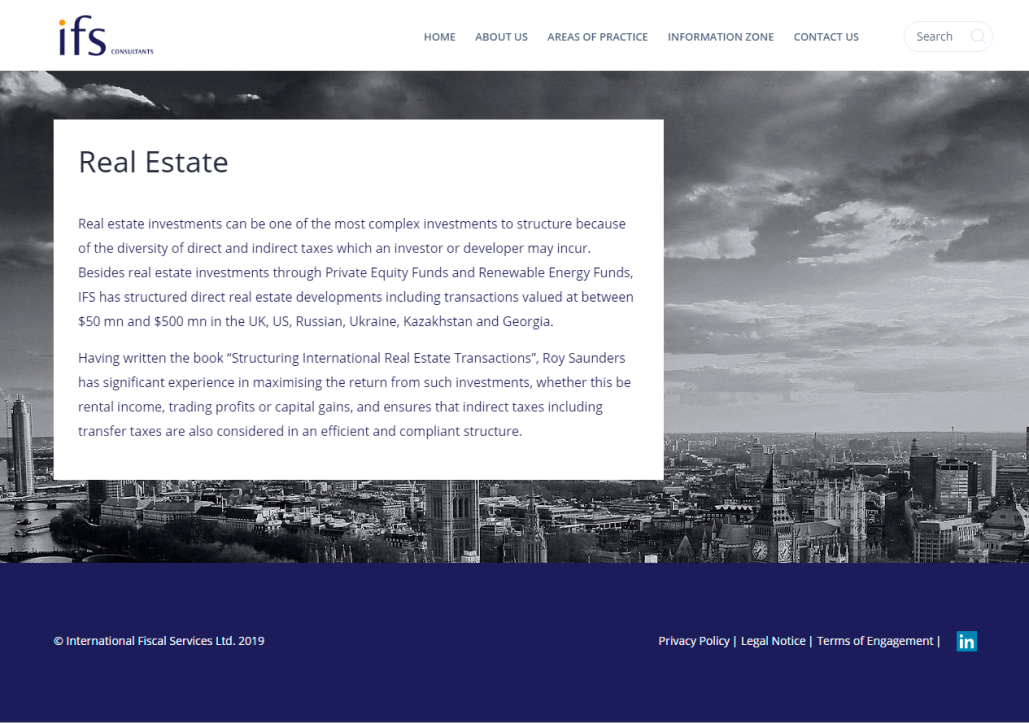 ifs CONSULTANTS
HOME ABOUT US AREAS OF PRACTICE INFORMATION ZONE CONTACT US Search
Real Estate
Real estate investments can be one of the most complex investments to structure because
of the diversity of direct and indirect taxes which an investor or developer may incur.
Besides real estate investments through Private Equity Funds and Renewable Energy Funds,
IFS has structured direct real estate developments including transactions valued at between
$50 mn and $500 mn in the UK, US, Russian, Ukraine, Kazakhstan and Georgia.
Having written the book “Structuring International Real Estate Transactions”, Roy Saunders
has significant experience in maximising the return from such investments, whether this be
rental income, trading profits or capital gains, and ensures that indirect taxes including
transfer taxes are also considered in an efficient and compliant structure.
© International Fiscal Services Ltd. 2019 Privacy Policy | Legal Notice | Terms of Engagement | in